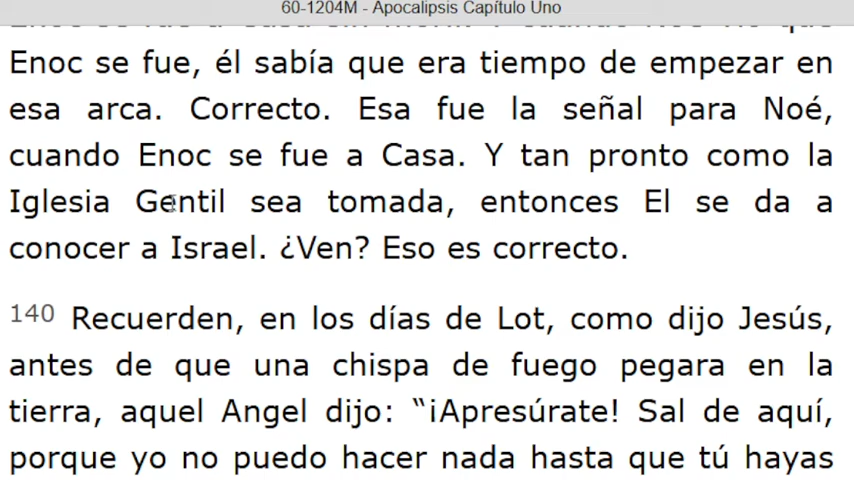 60-1204M - Apocalipsis Capítulo Uno
Enoc se fue, él sabía que era tiempo de empezar en
esa arca. Correcto. Esa fue la señal para Noé,
cuando Enoc se fue a Casa. Y tan pronto como la
Iglesia Gentil sea tomada, entonces El se da a
conocer a Israel. ¿Ven? Eso es correcto.
140 Recuerden, en los días de Lot, como dijo Jesús,
antes de que una chispa de fuego pegara en la
tierra, aquel Angel dijo: “¡Apresúrate! Sal de aquí,
porque yo no puedo hacer nada hasta que tú hayas